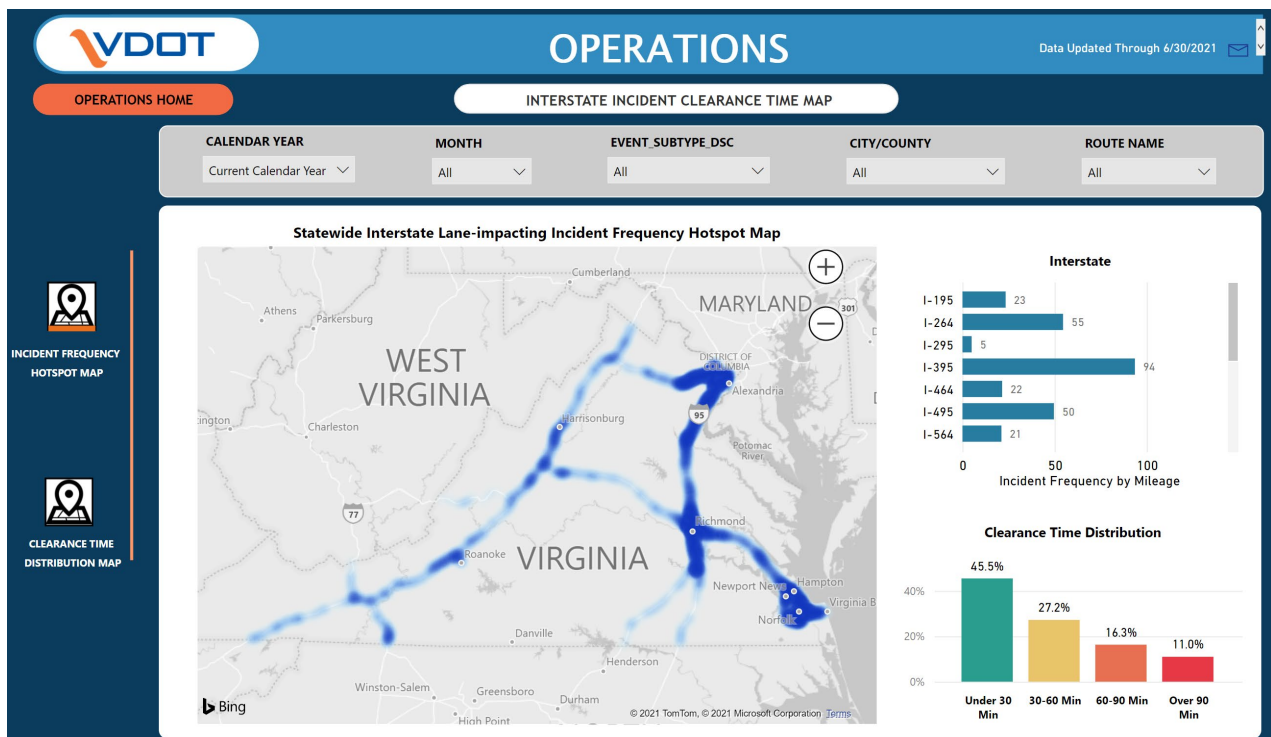 VDOT
OPERATIONS
Data Updated Through 6/30/2021
OPERATIONS HOME
INTERSTATE INCIDENT CLEARANCE TIME MAP
CALENDAR YEAR
Current Calendar Year
MONTH
All
EVENT_SUBTYPE_DSC
All
CITY/COUNTY
All
ROUTE NAME
All
INCIDENT FREQUENCY
HOTSPOT MAP
CLEARANCE TIME
DISTRIBUTION MAP
Statewide Interstate Lane-impacting Incident Frequency Hotspot Map
Cumberland
MARYLAND
301
Athens
Parkersburg
WEST
VIRGINIA
DISTRICT OF
COLUMBIA
Alexandria
95
ington
Charleston
Harrisonburg
Potomac
River
77
Richmond
Roanoke
VIRGINIA
Newport News
Hampton
Virginia B
Norfolk
Danville
Henderson
Winston-Salem
Greensboro
Durham
High Point
Bing
© 2021 TomTom, © 2021 Microsoft Corporation Terms
Interstate
I-195 23
I-264 55
I-295 5
I-395 94
I-464 22
I-495 50
I-564 21
0 50 100
Incident Frequency by Mileage
Clearance Time Distribution
45.5%
40%
27.2%
20%
16.3%
11.0%
0%
Under 30
Min
30-60 Min
60-90 Min
Over 90
Min